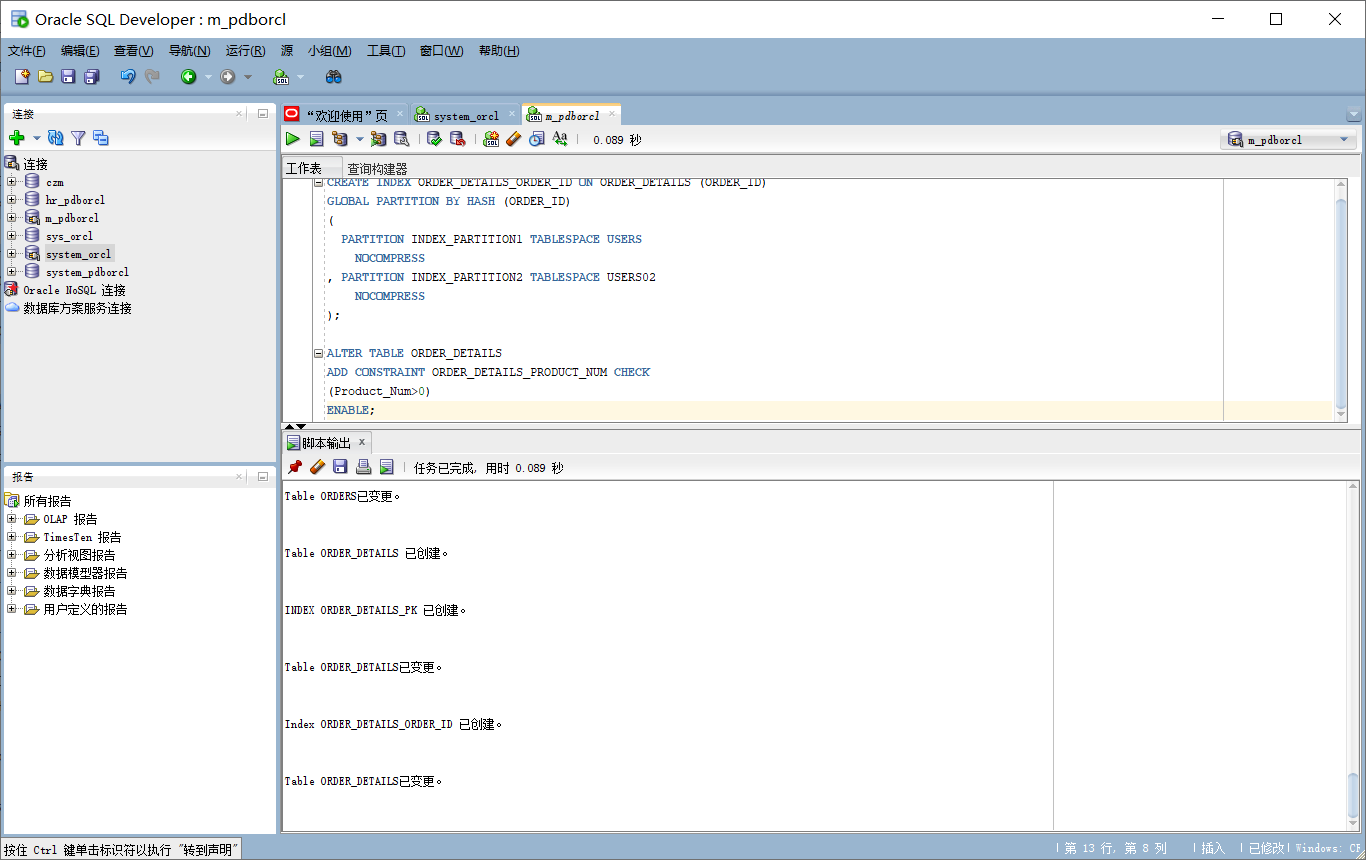 Oracle SQL Developer : m_pdborcl
文件(F) 编辑(E) 查看(V) 导航(N) 运行(R) 源 小组(M) 工具(T) 窗口(W) 帮助(H)
连接
连接
czm
hr_pdborcl
m_pdborcl
sys_orcl
system_orcl
system_pdborcl
Oracle NoSQL 连接
数据库方案服务连接
报告
所有报告
OLAP 报告
TimesTen 报告
分析视图报告
数据模型器报告
数据字典报告
用户定义的报告
“欢迎使用”页 system_orcl m_pdborcl
0.089 秒 m_pdborcl
工作表 查询构建器
CREATE INDEX ORDER_DETAILS_ORDER_ID ON ORDER_DETAILS (ORDER_ID)
GLOBAL PARTITION BY HASH (ORDER_ID)
(
PARTITION INDEX_PARTITION1 TABLESPACE USERS
NOCOMPRESS
, PARTITION INDEX_PARTITION2 TABLESPACE USERS02
NOCOMPRESS
);
ALTER TABLE ORDER_DETAILS
ADD CONSTRAINT ORDER_DETAILS_PRODUCT_NUM CHECK
(Product_Num>0)
ENABLE;
脚本输出
任务已完成, 用时 0.089 秒
Table ORDERS已变更。
Table ORDER_DETAILS 已创建。
INDEX ORDER_DETAILS_PK 已创建。
Table ORDER_DETAILS已变更。
Index ORDER_DETAILS_ORDER_ID 已创建。
Table ORDER_DETAILS已变更。
按住 Ctrl 键单击标识符以执行 "转到声明"
第 13 行, 第 8 列 插入 已修改 Windows: CR